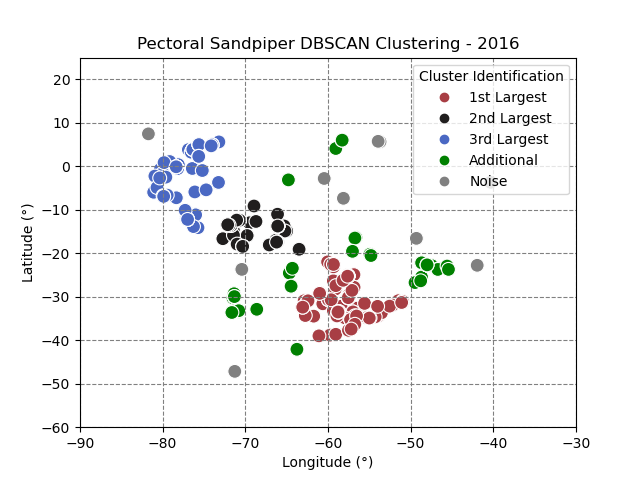 Pectoral Sandpiper DBSCAN Clustering - 2016
Cluster Identification
1st Largest
2nd Largest
3rd Largest
Additional
Noise
Latitude (°)
20
10
0
−10
−20
−30
−40
−50
−60
−90
−80
−70
−60
−50
−40
−30
Longitude (°)